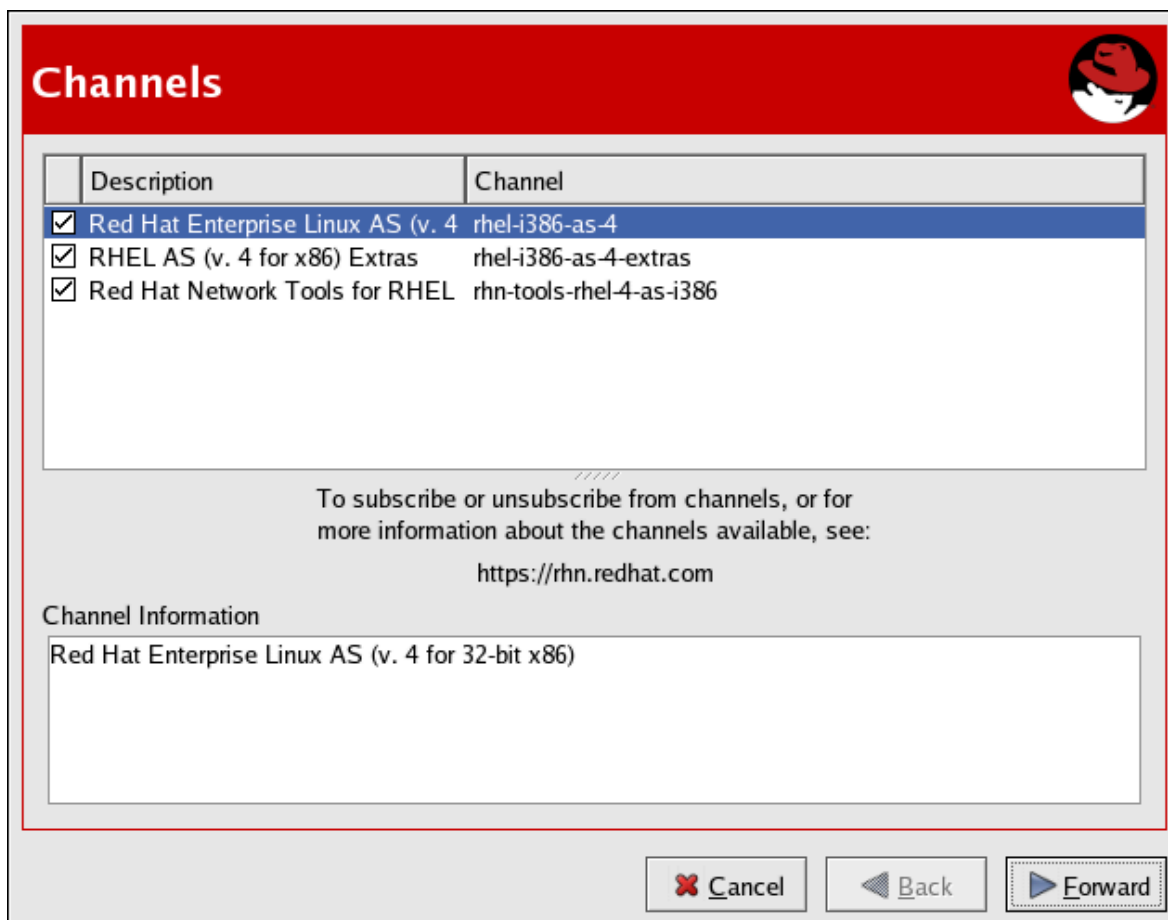 Channels
Description Channel
Red Hat Enterprise Linux AS (v. 4 rhel-i386-as-4
RHEL AS (v. 4 for x86) Extras rhel-i386-as-4-extras
Red Hat Network Tools for RHEL rhn-tools-rhel-4-as-i386
To subscribe or unsubscribe from channels, or for
more information about the channels available, see:
https://rhn.redhat.com
Channel Information
Red Hat Enterprise Linux AS (v. 4 for 32-bit x86)
Cancel Back Forward